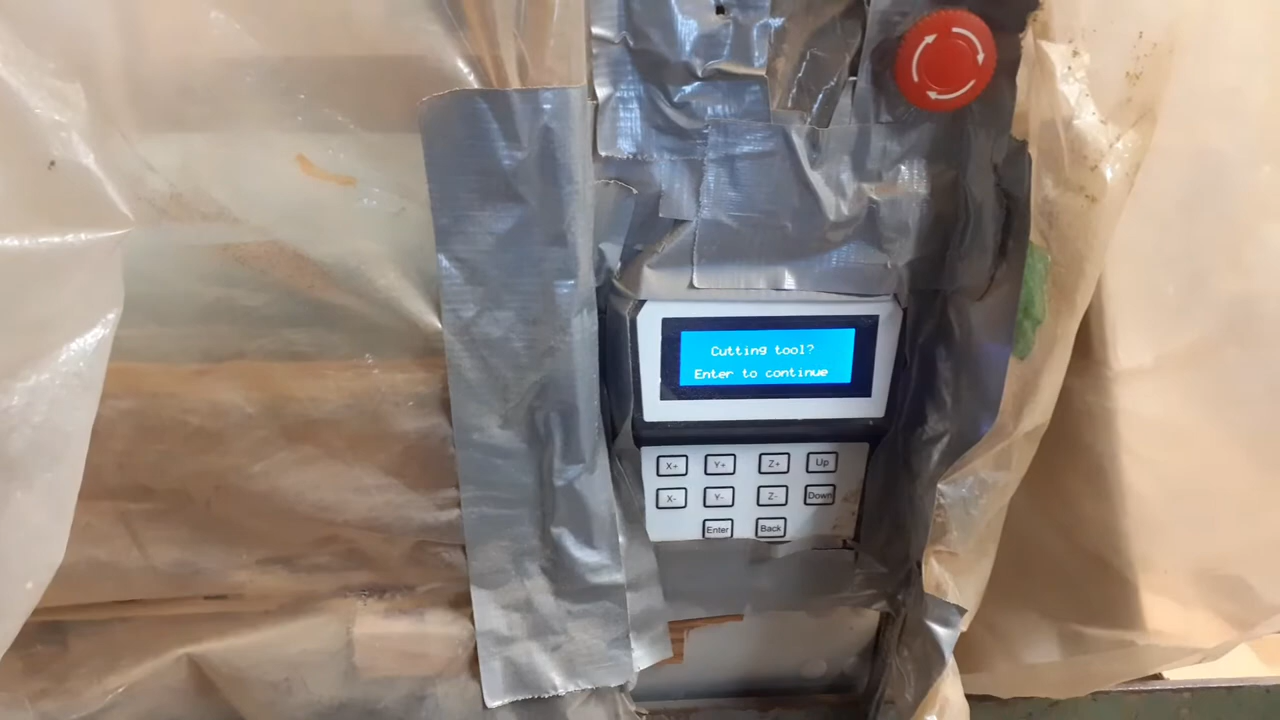 Cutting tool?
Enter to continue
X+ Y+ Z+ Up
X- Y- Z- Down
Enter Back